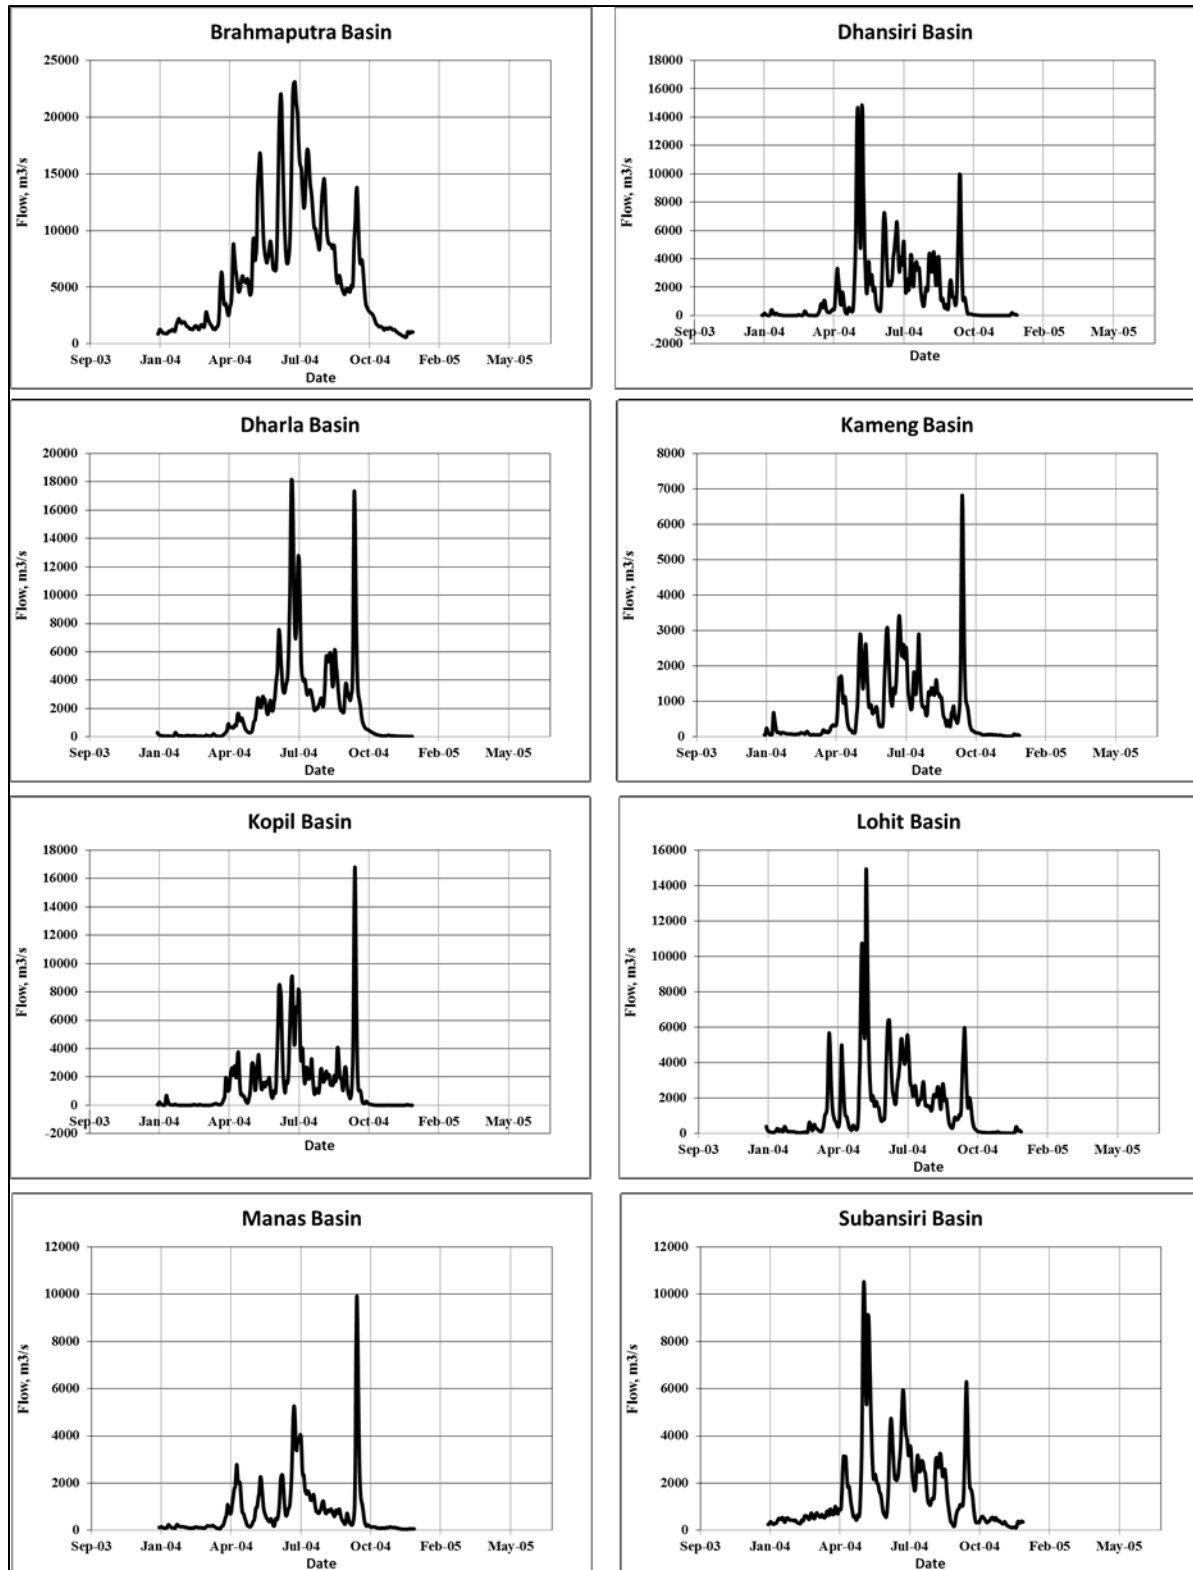 Brahmaputra Basin
25000
20000
15000
10000
5000
0
Flow, m3/s
Sep-03 Jan-04 Apr-04 Jul-04 Oct-04 Feb-05 May-05
Date
Dhansiri Basin
18000
16000
14000
12000
10000
8000
6000
4000
2000
0
-2000
Flow, m3/s
Sep-03 Jan-04 Apr-04 Jul-04 Oct-04 Feb-05 May-05
Date
Dharla Basin
20000
18000
16000
14000
12000
10000
8000
6000
4000
2000
0
Flow, m3/s
Sep-03 Jan-04 Apr-04 Jul-04 Oct-04 Feb-05 May-05
Date
Kameng Basin
8000
7000
6000
5000
4000
3000
2000
1000
0
Flow, m3/s
Sep-03 Jan-04 Apr-04 Jul-04 Oct-04 Feb-05 May-05
Date
Kopil Basin
18000
16000
14000
12000
10000
8000
6000
4000
2000
0
-2000
Flow, m3/s
Sep-03 Jan-04 Apr-04 Jul-04 Oct-04 Feb-05 May-05
Date
Lohit Basin
16000
14000
12000
10000
8000
6000
4000
2000
0
Flow, m3/s
Sep-03 Jan-04 Apr-04 Jul-04 Oct-04 Feb-05 May-05
Date
Manas Basin
12000
10000
8000
6000
4000
2000
0
Flow, m3/s
Sep-03 Jan-04 Apr-04 Jul-04 Oct-04 Feb-05 May-05
Date
Subansiri Basin
12000
10000
8000
6000
4000
2000
0
Flow, m3/s
Sep-03 Jan-04 Apr-04 Jul-04 Oct-04 Feb-05 May-05
Date